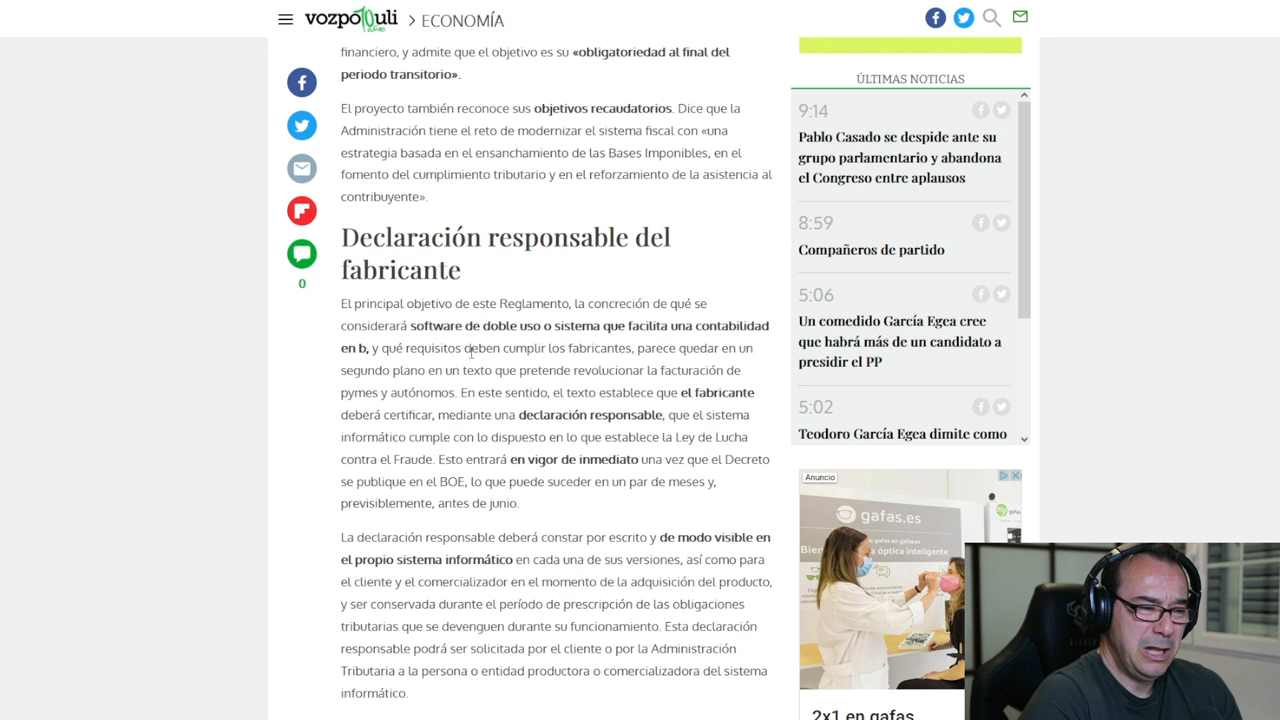 vozpópuli
años
> ECONOMÍA
financiero, y admite que el objetivo es su «obligatoriedad al final del
periodo transitorio».
El proyecto también reconoce sus objetivos recaudatorios. Dice que la
Administración tiene el reto de modernizar el sistema fiscal con «una
estrategia basada en el ensanchamiento de las Bases Imponibles, en el
fomento del cumplimiento tributario y en el reforzamiento de la asistencia al
contribuyente».
0
Declaración responsable del
fabricante
El principal objetivo de este Reglamento, la concreción de qué se
considerará software de doble uso o sistema que facilita una contabilidad
en b, y qué requisitos deben cumplir los fabricantes, parece quedar en un
segundo plano en un texto que pretende revolucionar la facturación de
pymes y autónomos. En este sentido, el texto establece que el fabricante
deberá certificar, mediante una declaración responsable, que el sistema
informático cumple con lo dispuesto en lo que establece la Ley de Lucha
contra el Fraude. Esto entrará en vigor de inmediato una vez que el Decreto
se publique en el BOE, lo que puede suceder en un par de meses y,
previsiblemente, antes de junio.
La declaración responsable deberá constar por escrito y de modo visible en
el propio sistema informático en cada una de sus versiones, así como para
el cliente y el comercializador en el momento de la adquisición del producto,
y ser conservada durante el período de prescripción de las obligaciones
tributarias que se devenguen durante su funcionamiento. Esta declaración
responsable podrá ser solicitada por el cliente o por la Administración
Tributaria a la persona o entidad productora o comercializadora del sistema
informático.
ÚLTIMAS NOTICIAS
9:14
Pablo Casado se despide ante su
grupo parlamentario y abandona
el Congreso entre aplausos
8:59
Compañeros de partido
5:06
Un comedido García Egea cree
que habrá más de un candidato a
presidir el PP
5:02
Teodoro García Egea dimite como
Anuncio
gafas.es
óptica inteligente
2x1 en gafas